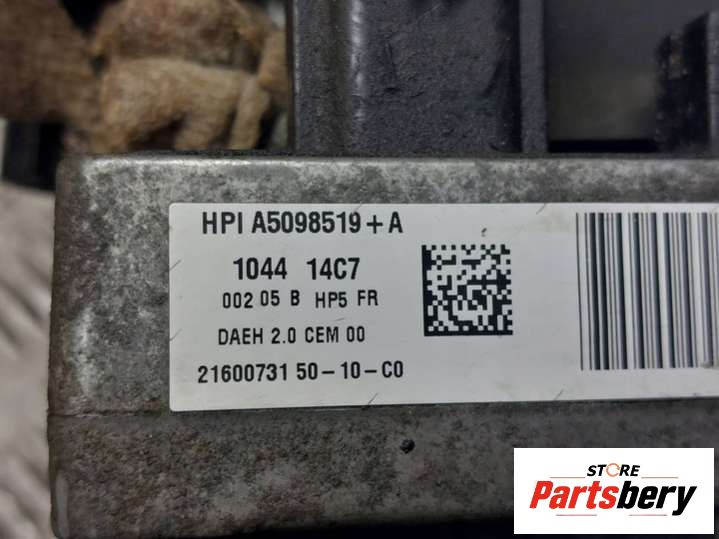 HPI A5098519+A
1044 14C7
002 05 B HP5 FR
DAEH 2.0 CEM 00
21600731 50-10-C0
STORE
Partsbery